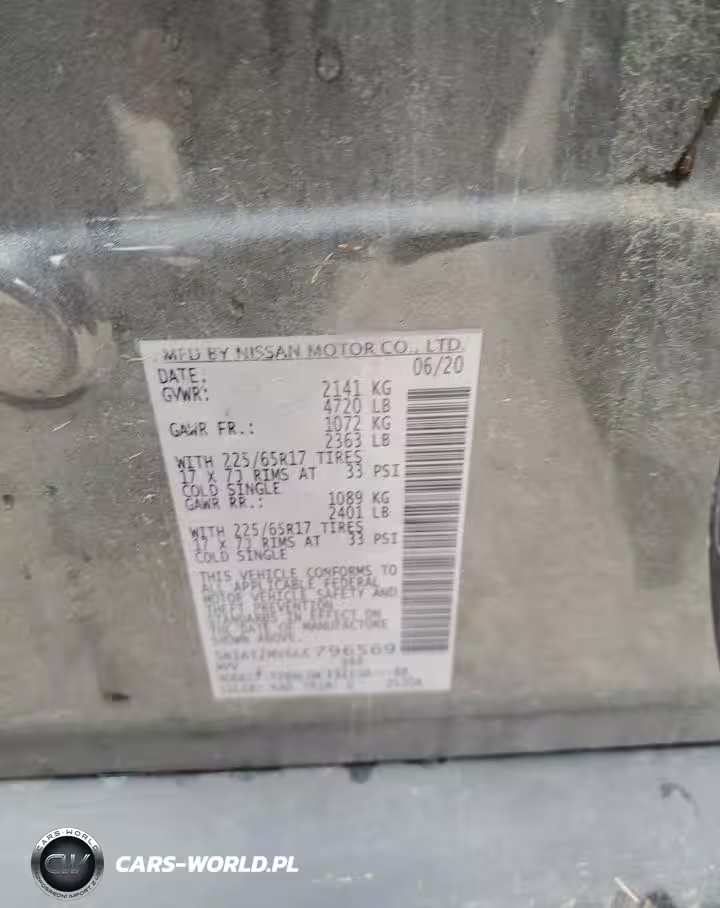 MFD BY NISSAN MOTOR CO., LTD.
DATE: 06/20
GVWR: 2141 KG
4720 LB
GAWR FR.: 1072 KG
2363 LB
WITH 225/65R17 TIRES
17 X 7J RIMS AT 33 PSI
COLD SINGLE
GAWR RR.: 1089 KG
2401 LB
WITH 225/65R17 TIRES
17 X 7J RIMS AT 33 PSI
COLD SINGLE
THIS VEHICLE CONFORMS TO
ALL APPLICABLE FEDERAL
MOTOR VEHICLE SAFETY AND
THEFT PREVENTION
STANDARDS IN EFFECT ON
THE DATE OF MANUFACTURE
SHOWN ABOVE.
796569
MPV
CARS-WORLD
CW
CARS-WORLD.PL